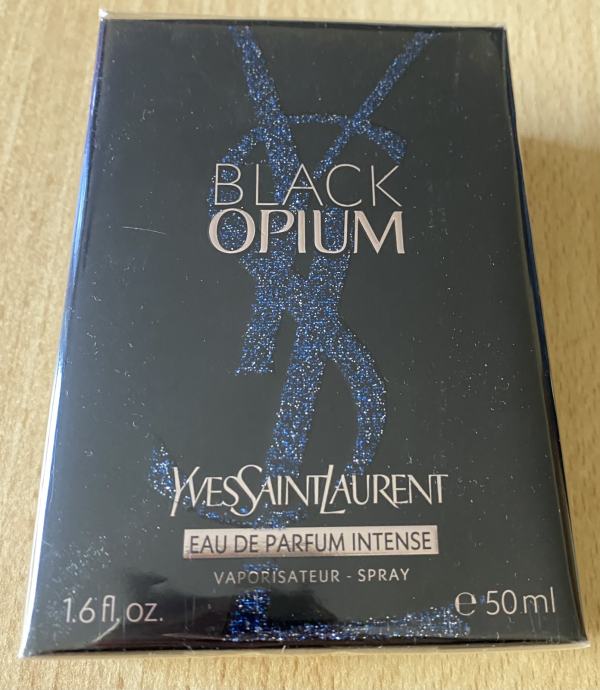 BLACK
OPIUM
YVESSAINTLAURENT
EAU DE PARFUM INTENSE
VAPORISATEUR - SPRAY
1.6 fl. oz. ℮ 50 ml